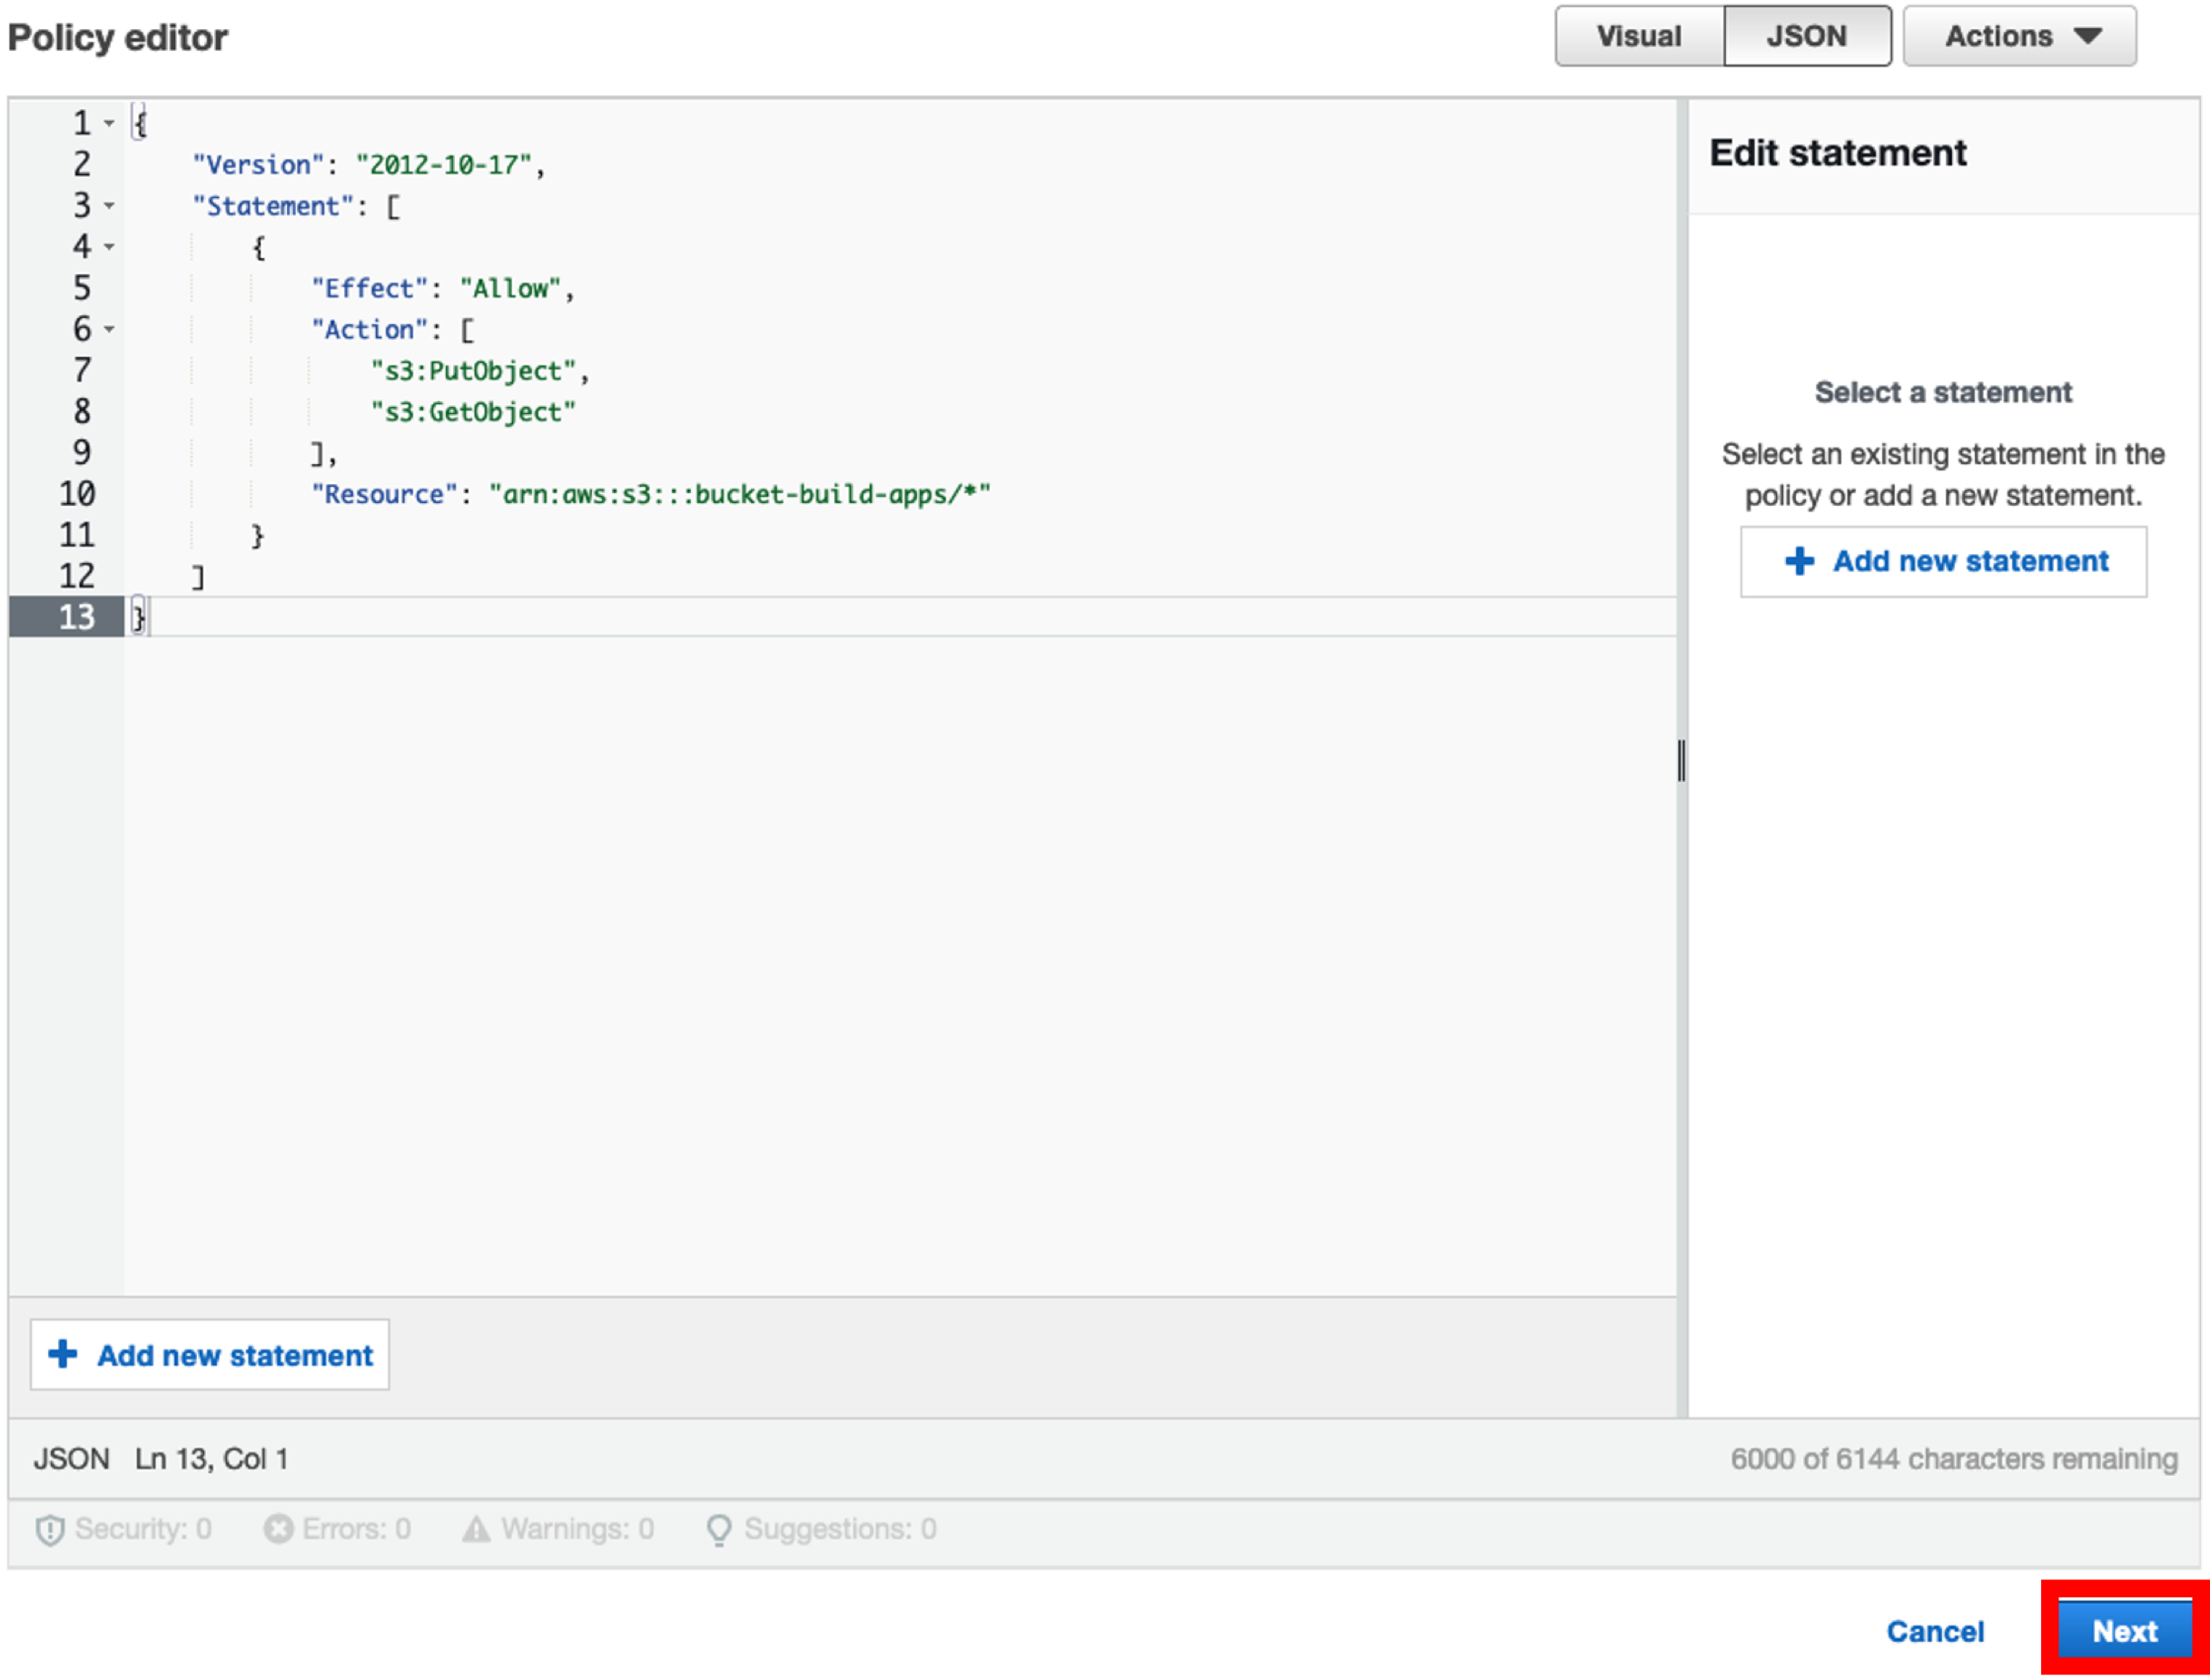 Policy editor
Visual
JSON
Actions
1 {
2 "Version": "2012-10-17",
3 "Statement": [
4 {
5 "Effect": "Allow",
6 "Action": [
7 "s3:PutObject",
8 "s3:GetObject"
9 ],
10 "Resource": "arn:aws:s3:::bucket-build-apps/*"
11 }
12 ]
13 }
Edit statement
Select a statement
Select an existing statement in the
policy or add a new statement.
+ Add new statement
+ Add new statement
JSON Ln 13, Col 1
6000 of 6144 characters remaining
Security: 0
Errors: 0
Warnings: 0
Suggestions: 0
Cancel
Next